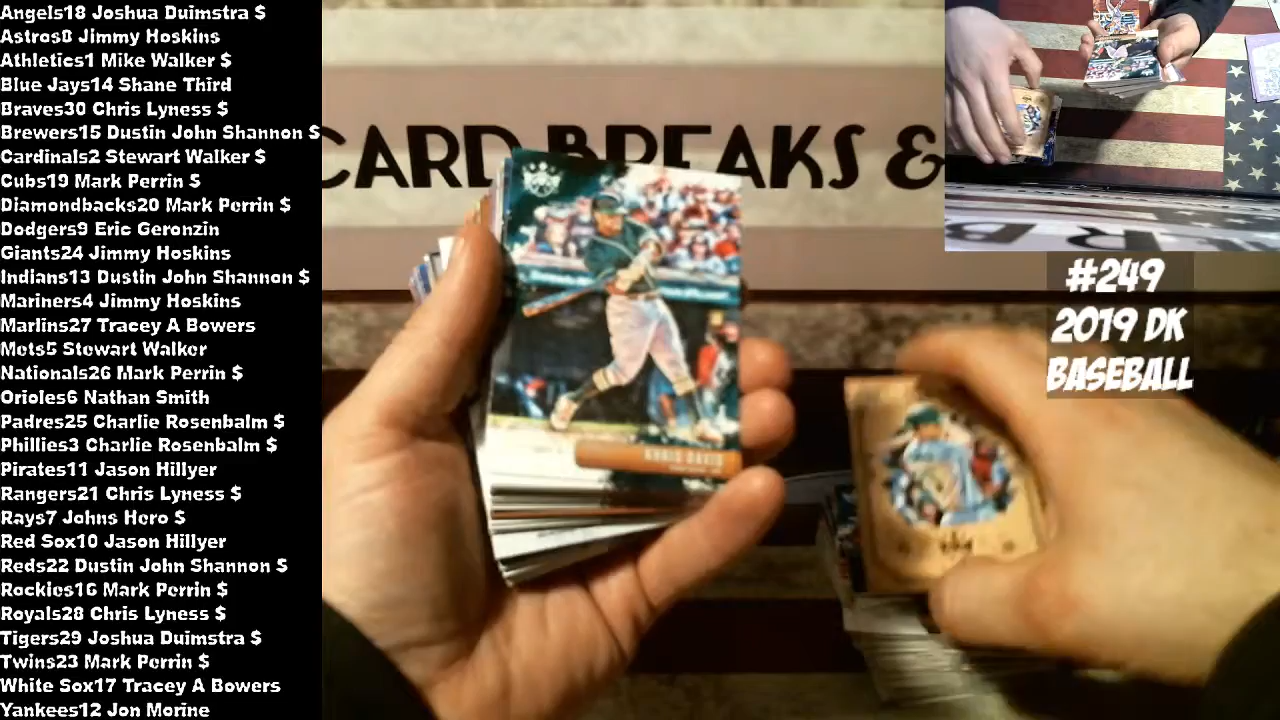 Angels18 Joshua Duimstra $
Astros8 Jimmy Hoskins
Athletics1 Mike Walker $
Blue Jays14 Shane Third
Braves30 Chris Lyness $
Brewers15 Dustin John Shannon $
Cardinals2 Stewart Walker $
Cubs19 Mark Perrin $
Diamondbacks20 Mark Perrin $
Dodgers9 Eric Geronzin
Giants24 Jimmy Hoskins
Indians13 Dustin John Shannon $
Mariners4 Jimmy Hoskins
Marlins27 Tracey A Bowers
Mets5 Stewart Walker
Nationals26 Mark Perrin $
Orioles6 Nathan Smith
Padres25 Charlie Rosenbalm $
Phillies3 Charlie Rosenbalm $
Pirates11 Jason Hillyer
Rangers21 Chris Lyness $
Rays7 Johns Hero $
Red Sox10 Jason Hillyer
Reds22 Dustin John Shannon $
Rockies16 Mark Perrin $
Royals28 Chris Lyness $
Tigers29 Joshua Duimstra $
Twins23 Mark Perrin $
White Sox17 Tracey A Bowers
Yankees12 Jon Morine
CARD BREAKS &
KHRIS DAVIS
#249
2019 DK
BASEBALL